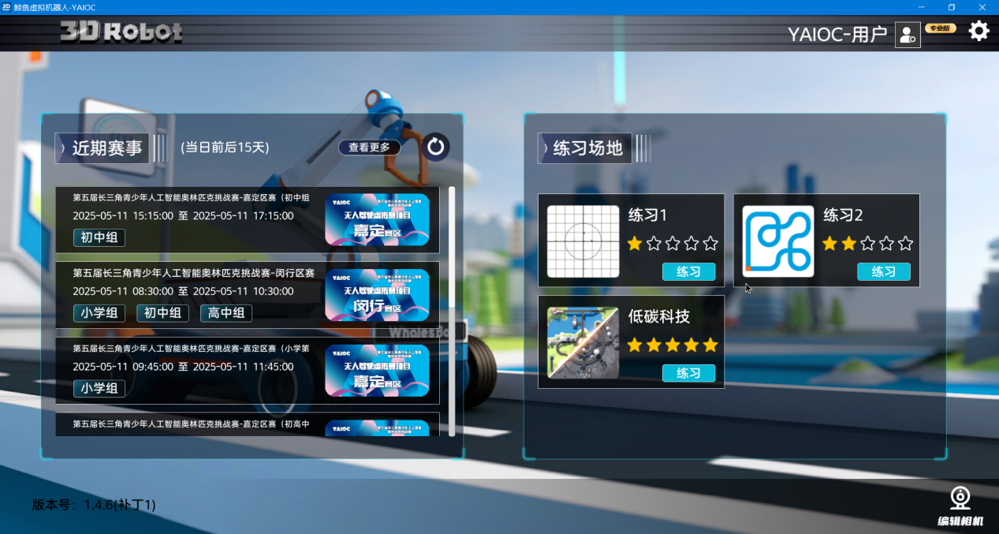 鲸鱼虚拟机器人-YAIOC
3D Robot
YAIOC-用户
专业版
近期赛事
(当日前后15天)
查看更多
第五届长三角青少年人工智能奥林匹克挑战赛-嘉定区赛（初中组
2025-05-11 15:15:00 至 2025-05-11 17:15:00
初中组
YAIOC
无人驾驶虚拟赛项目
嘉定赛区
第五届长三角青少年人工智能奥林匹克挑战赛-闵行区赛
2025-05-11 08:30:00 至 2025-05-11 10:30:00
小学组
初中组
高中组
YAIOC
无人驾驶虚拟赛项目
闵行赛区
第五届长三角青少年人工智能奥林匹克挑战赛-嘉定区赛（小学第
2025-05-11 09:45:00 至 2025-05-11 11:45:00
小学组
YAIOC
无人驾驶虚拟赛项目
嘉定赛区
第五届长三角青少年人工智能奥林匹克挑战赛-嘉定区赛（初高中
YAIOC
WhalesBo
练习场地
练习1
练习
练习2
练习
低碳科技
练习
版本号：1.4.6(补丁1)
编辑相机